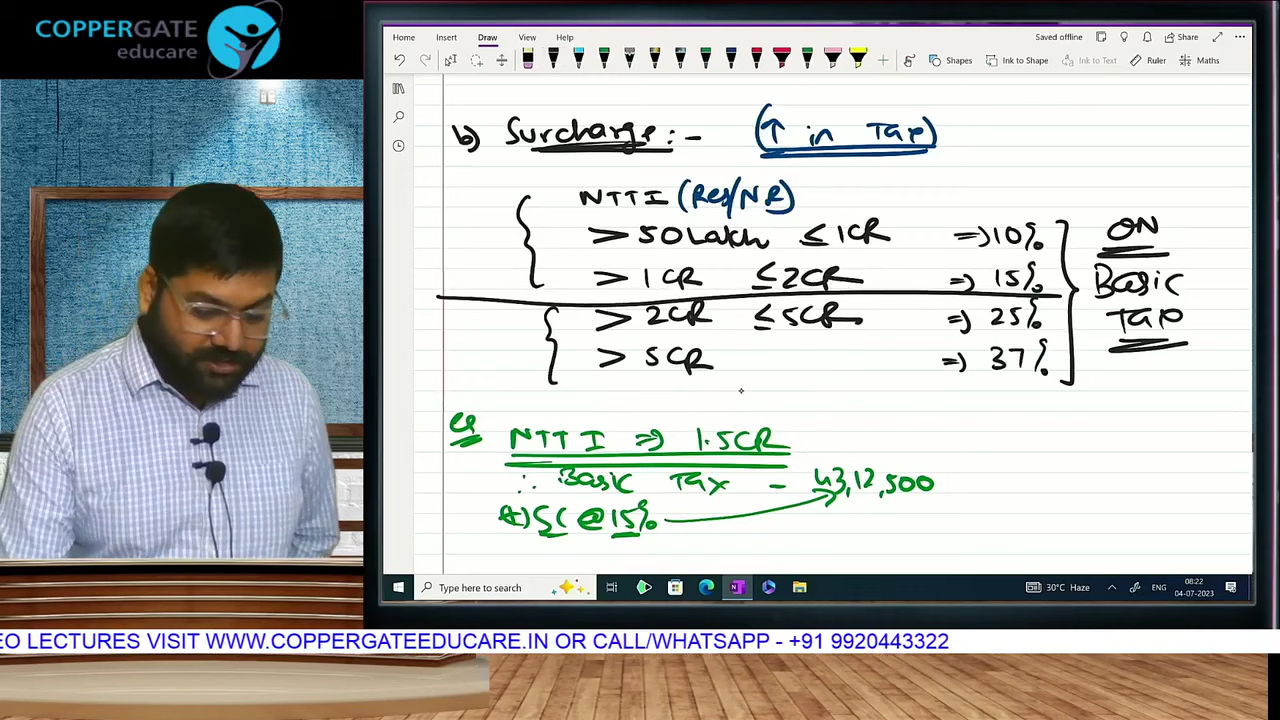 COPPERGATE
educare
Home Insert Draw View Help
Saved offline
Share
Shapes
Ink to Shape
Ink to Text
Ruler
Maths
b) Surcharge:- (↑ in Tax)
NTTI (Res/NR)
> 50 Lakh ≤ 1CR ⇒ 10%
> 1CR ≤ 2CR ⇒ 15%
> 2CR ≤ 5CR ⇒ 25%
> 5CR ⇒ 37%
ON
Basic
Tax
eg
NTTI ⇒ 1.5CR
∴ Basic Tax - 43,12,500
(+) SC @ 15%
Type here to search
30°C Haze
ENG
08:22
04-07-2023
EO LECTURES VISIT WWW.COPPERGATEEDUCARE.IN OR CALL/WHATSAPP - +91 9920443322